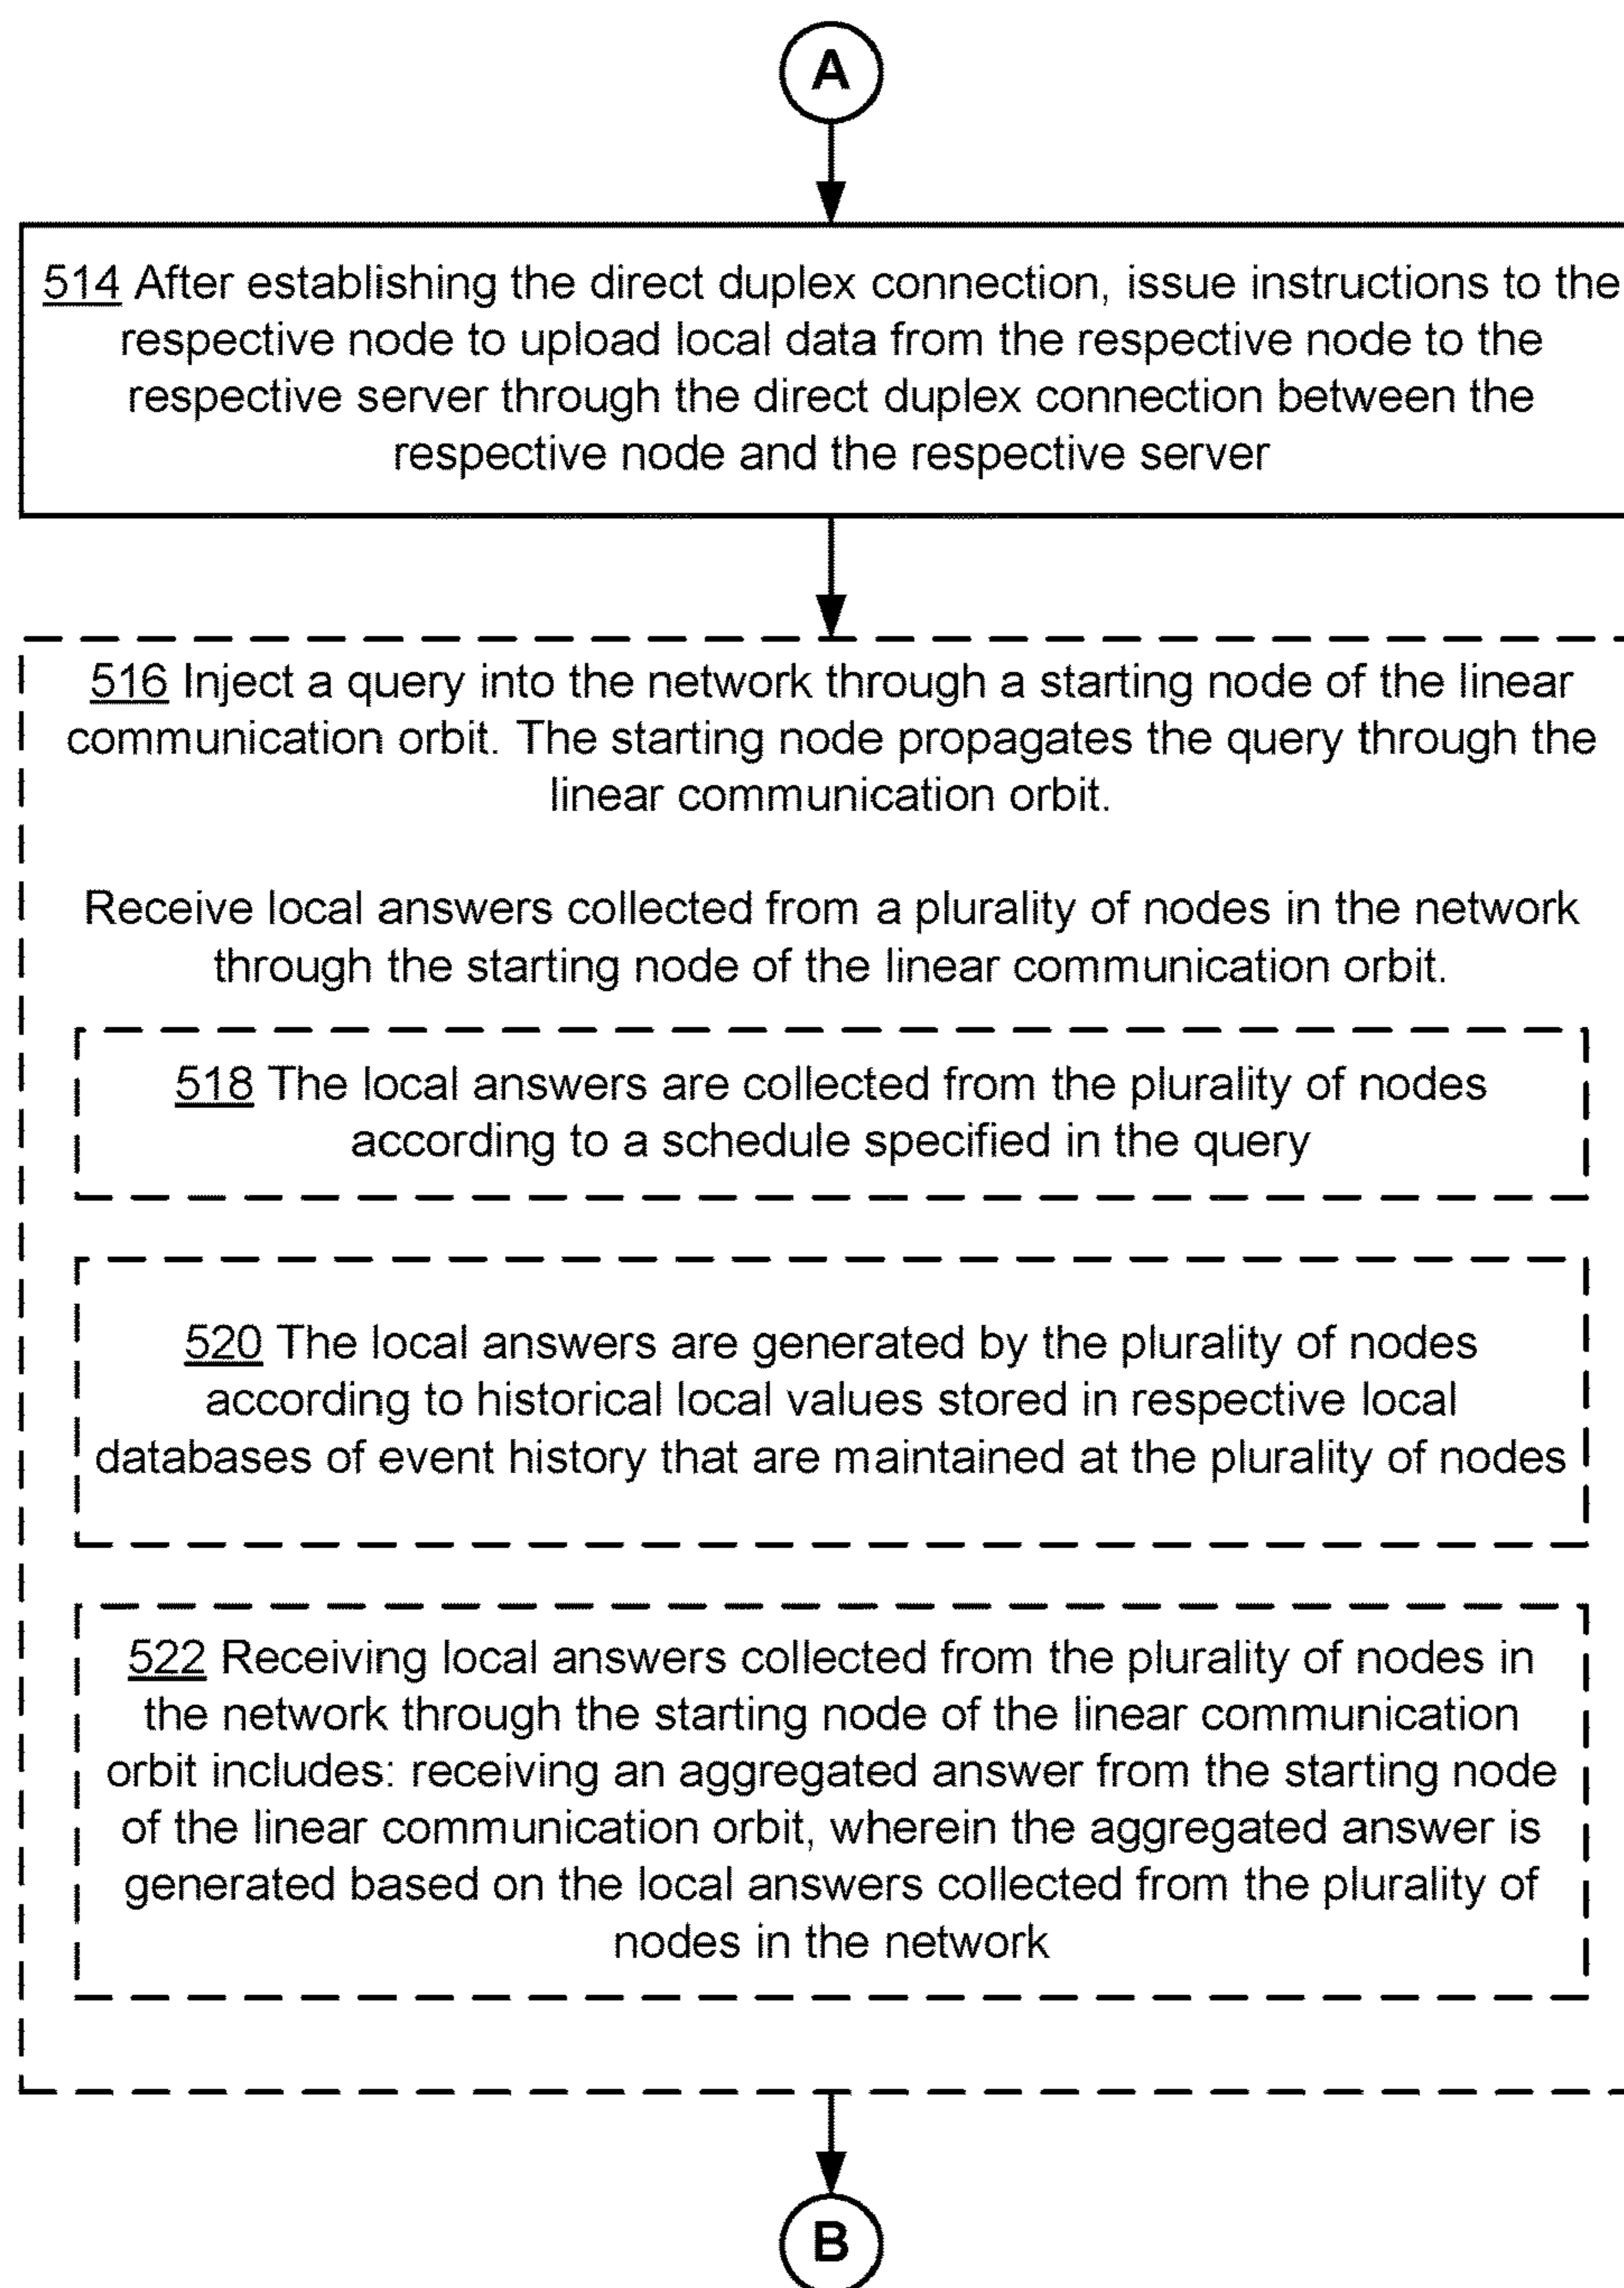 A
514 After establishing the direct duplex connection, issue instructions to the
respective node to upload local data from the respective node to the
respective server through the direct duplex connection between the
respective node and the respective server
516 Inject a query into the network through a starting node of the linear
communication orbit. The starting node propagates the query through the
linear communication orbit.
Receive local answers collected from a plurality of nodes in the network
through the starting node of the linear communication orbit.
518 The local answers are collected from the plurality of nodes
according to a schedule specified in the query
520 The local answers are generated by the plurality of nodes
according to historical local values stored in respective local
databases of event history that are maintained at the plurality of nodes
522 Receiving local answers collected from the plurality of nodes in
the network through the starting node of the linear communication
orbit includes: receiving an aggregated answer from the starting node
of the linear communication orbit, wherein the aggregated answer is
generated based on the local answers collected from the plurality of
nodes in the network
B